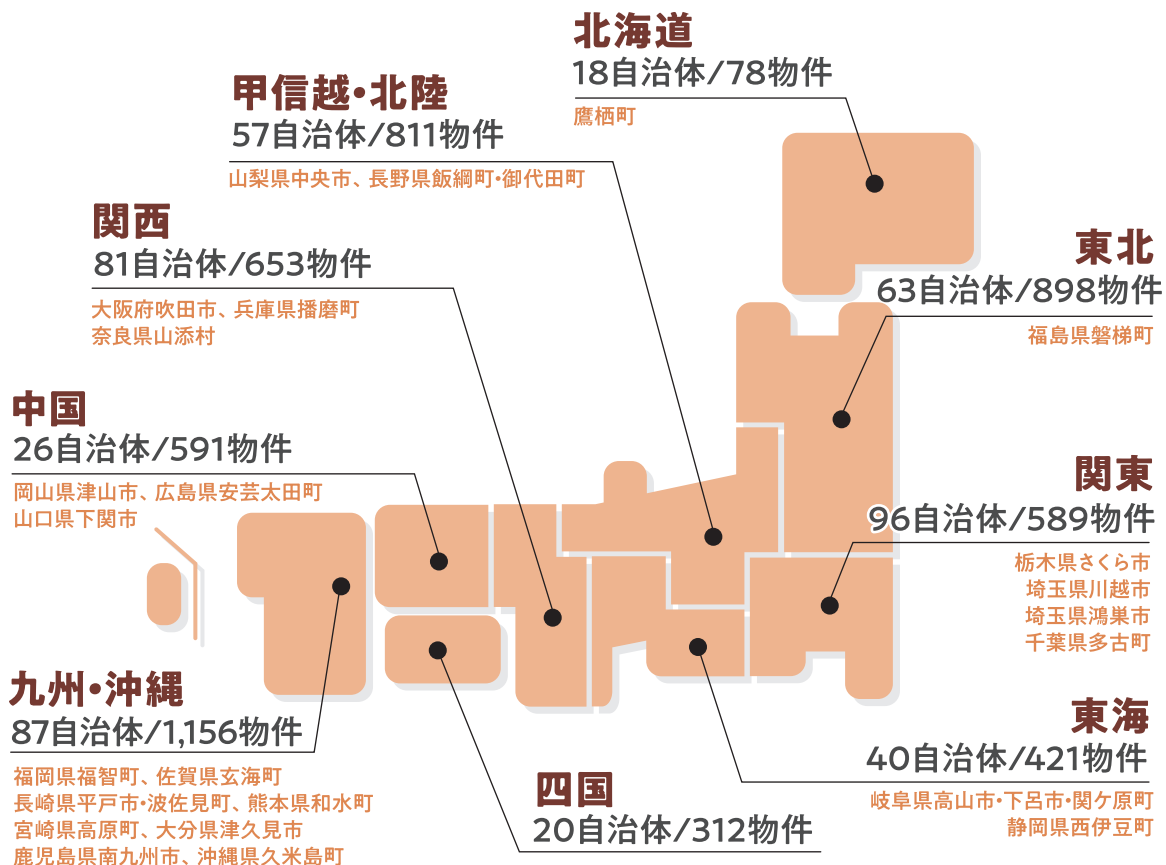 北海道
18自治体/78物件
鷹栖町
甲信越・北陸
57自治体/811物件
山梨県中央市、長野県飯綱町・御代田町
関西
81自治体/653物件
大阪府吹田市、兵庫県播磨町
奈良県山添村
東北
63自治体/898物件
福島県磐梯町
中国
26自治体/591物件
岡山県津山市、広島県安芸太田町
山口県下関市
関東
96自治体/589物件
栃木県さくら市
埼玉県川越市
埼玉県鴻巣市
千葉県多古町
九州・沖縄
87自治体/1,156物件
福岡県福智町、佐賀県玄海町
長崎県平戸市・波佐見町、熊本県和水町
宮崎県高原町、大分県津久見市
鹿児島県南九州市、沖縄県久米島町
四国
20自治体/312物件
東海
40自治体/421物件
岐阜県高山市・下呂市・関ケ原町
静岡県西伊豆町